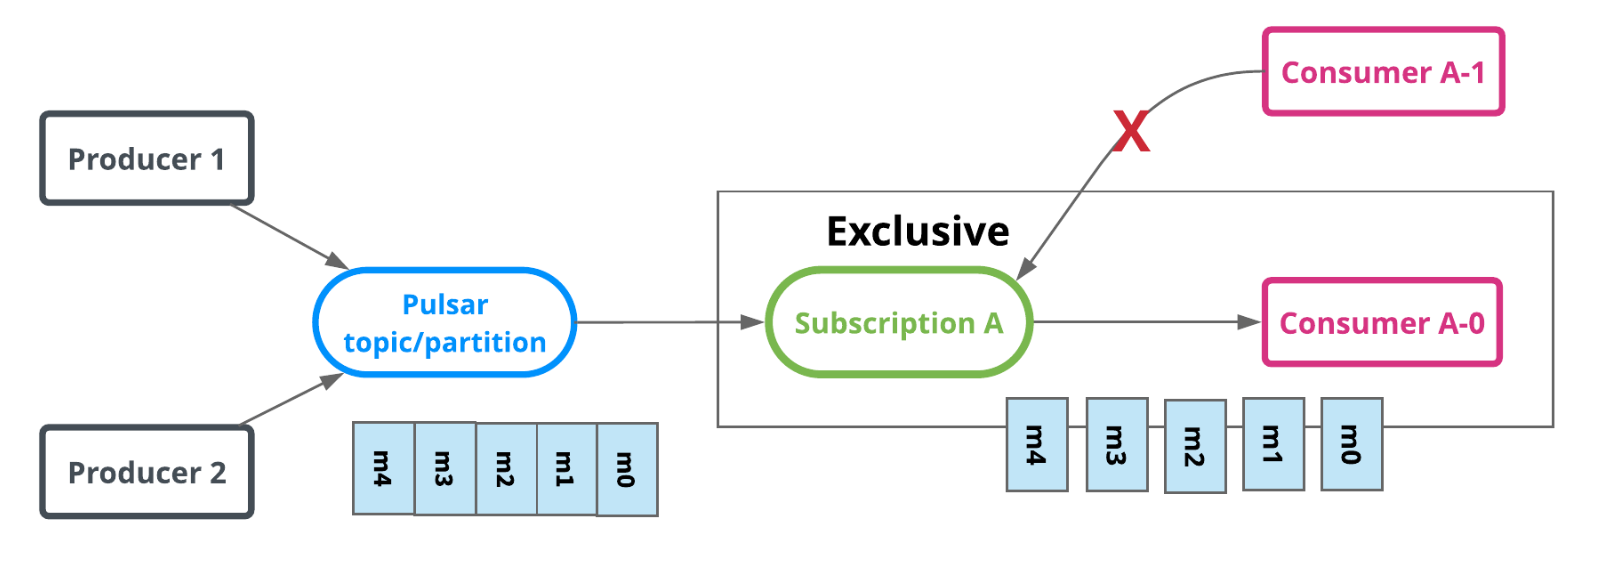 Consumer A-1
X
Producer 1
Exclusive
Pulsar
topic/partition
Subscription A
Consumer A-0
Producer 2
m4
m3
m2
m1
m0
m4
m3
m2
m1
m0